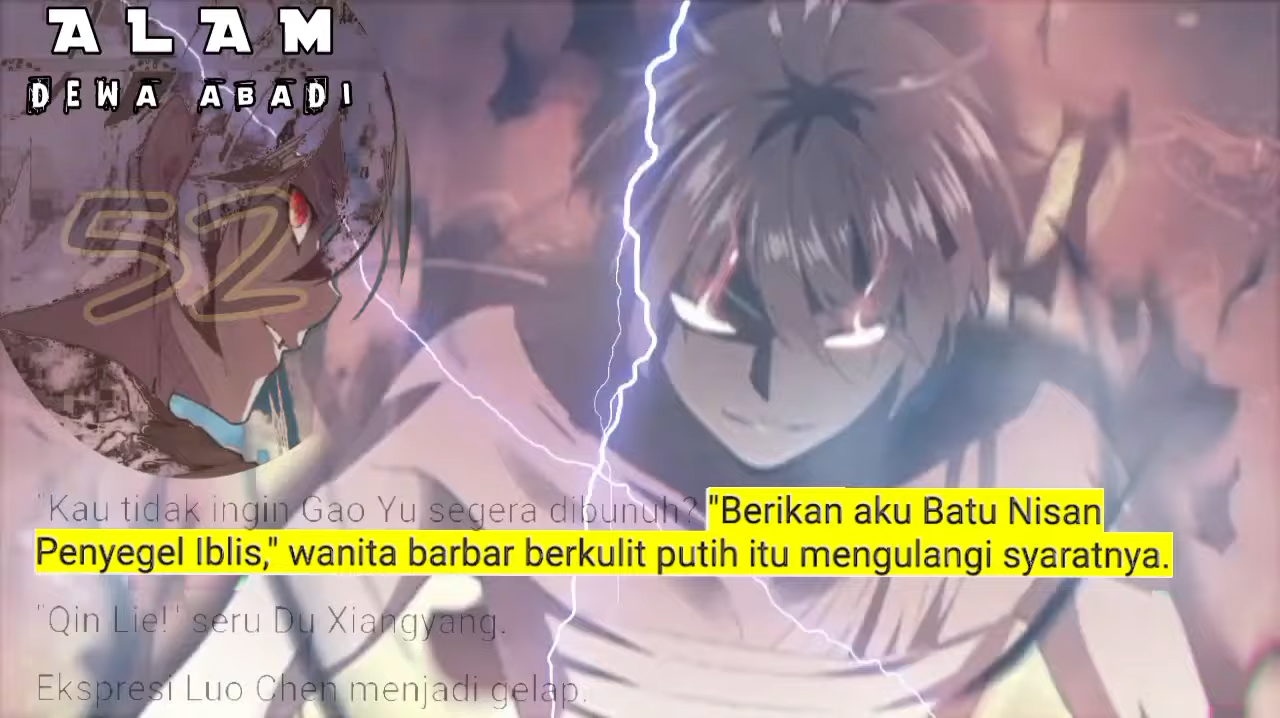 ALAM
DEWA ABADI
52
"Kau tidak ingin Gao Yu segera dibunuh? "Berikan aku Batu Nisan
Penyegel Iblis," wanita barbar berkulit putih itu mengulangi syaratnya.
"Qin Lie!" seru Du Xiangyang.
Ekspresi Luo Chen menjadi gelap.